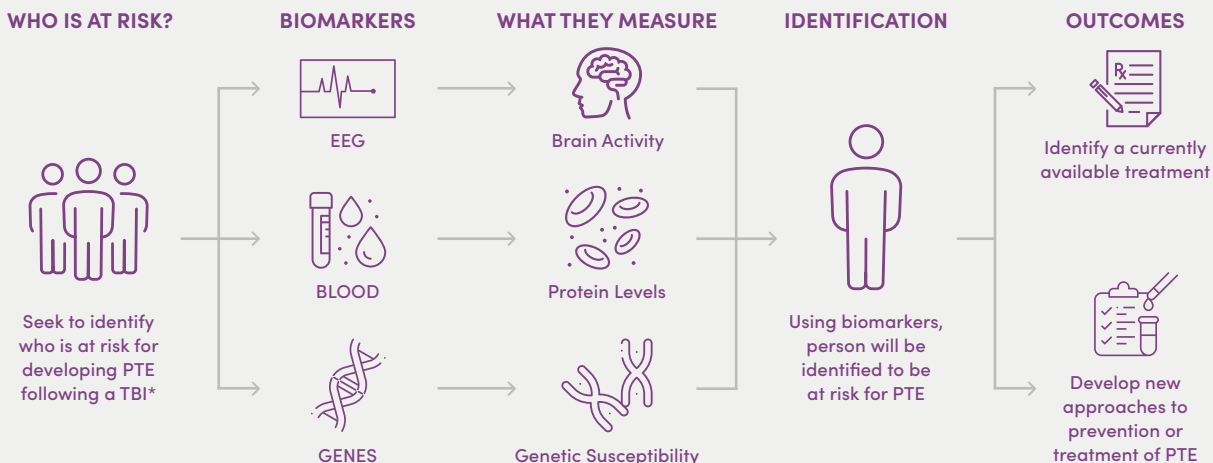 WHO IS AT RISK?
Seek to identify
who is at risk for
developing PTE
following a TBI*
BIOMARKERS
EEG
BLOOD
GENES
WHAT THEY MEASURE
Brain Activity
Protein Levels
Genetic Susceptibility
IDENTIFICATION
Using biomarkers,
person will be
identified to be
at risk for PTE
OUTCOMES
Rx
Identify a currently
available treatment
Develop new
approaches to
prevention or
treatment of PTE